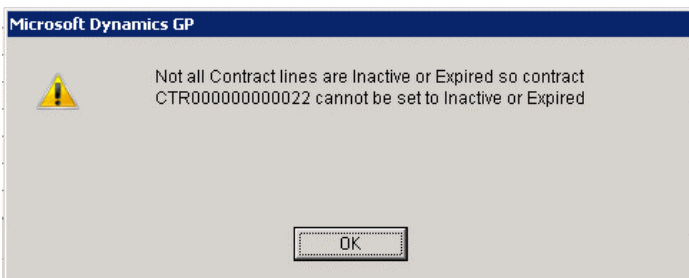 Microsoft Dynamics GP
Not all Contract lines are Inactive or Expired so contract
CTR000000000022 cannot be set to Inactive or Expired
OK